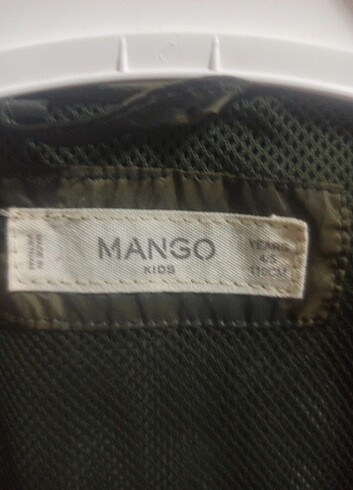 MANGO
KIDS
YEARS
4/5
110CM